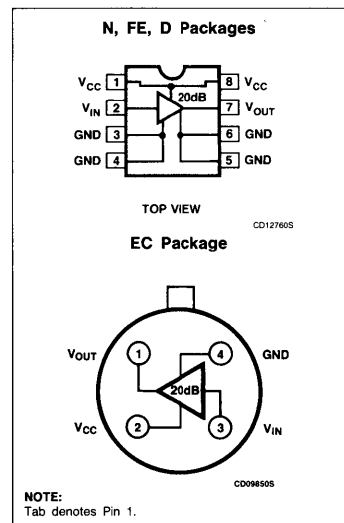 N, FE, D Packages
VCC 1 8 VCC
VIN 2 20dB 7 VOUT
GND 3 6 GND
GND 4 5 GND
TOP VIEW
CD12760S
EC Package
VOUT 1 4 GND
20dB
VCC 2 3 VIN
CD09850S
NOTE:
Tab denotes Pin 1.